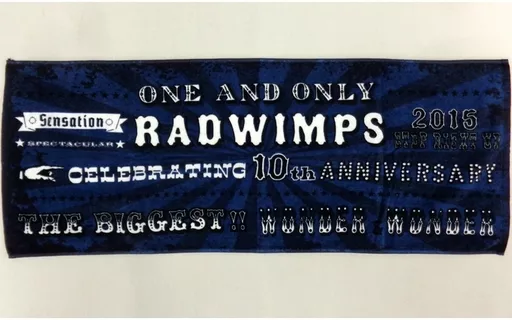 ONE AND ONLY
Sensation
SPECTACULAR
RADWIMPS
2015
CELEBRATING 10th ANNIVERSARY
THE BIGGEST!! WONDER WONDER